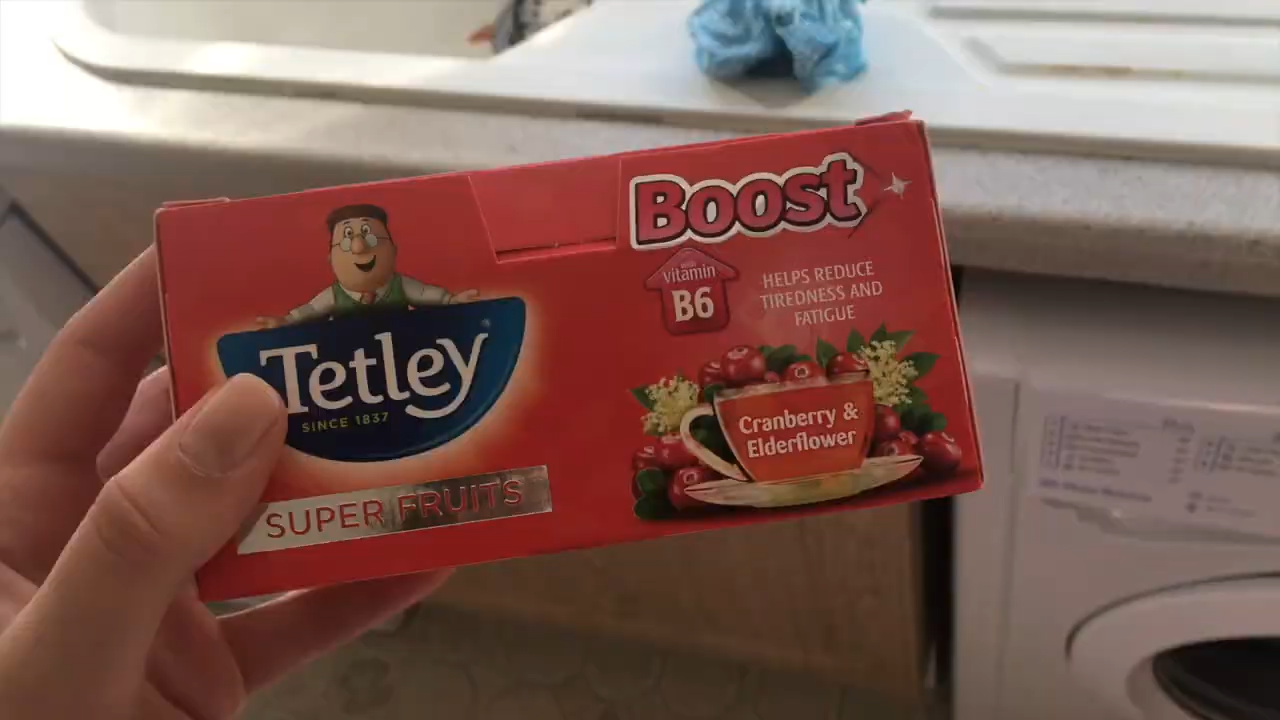 Boost
with
vitamin
B6
HELPS REDUCE
TIREDNESS AND
FATIGUE
Tetley
SINCE 1837
Cranberry &
Elderflower
SUPER FRUITS